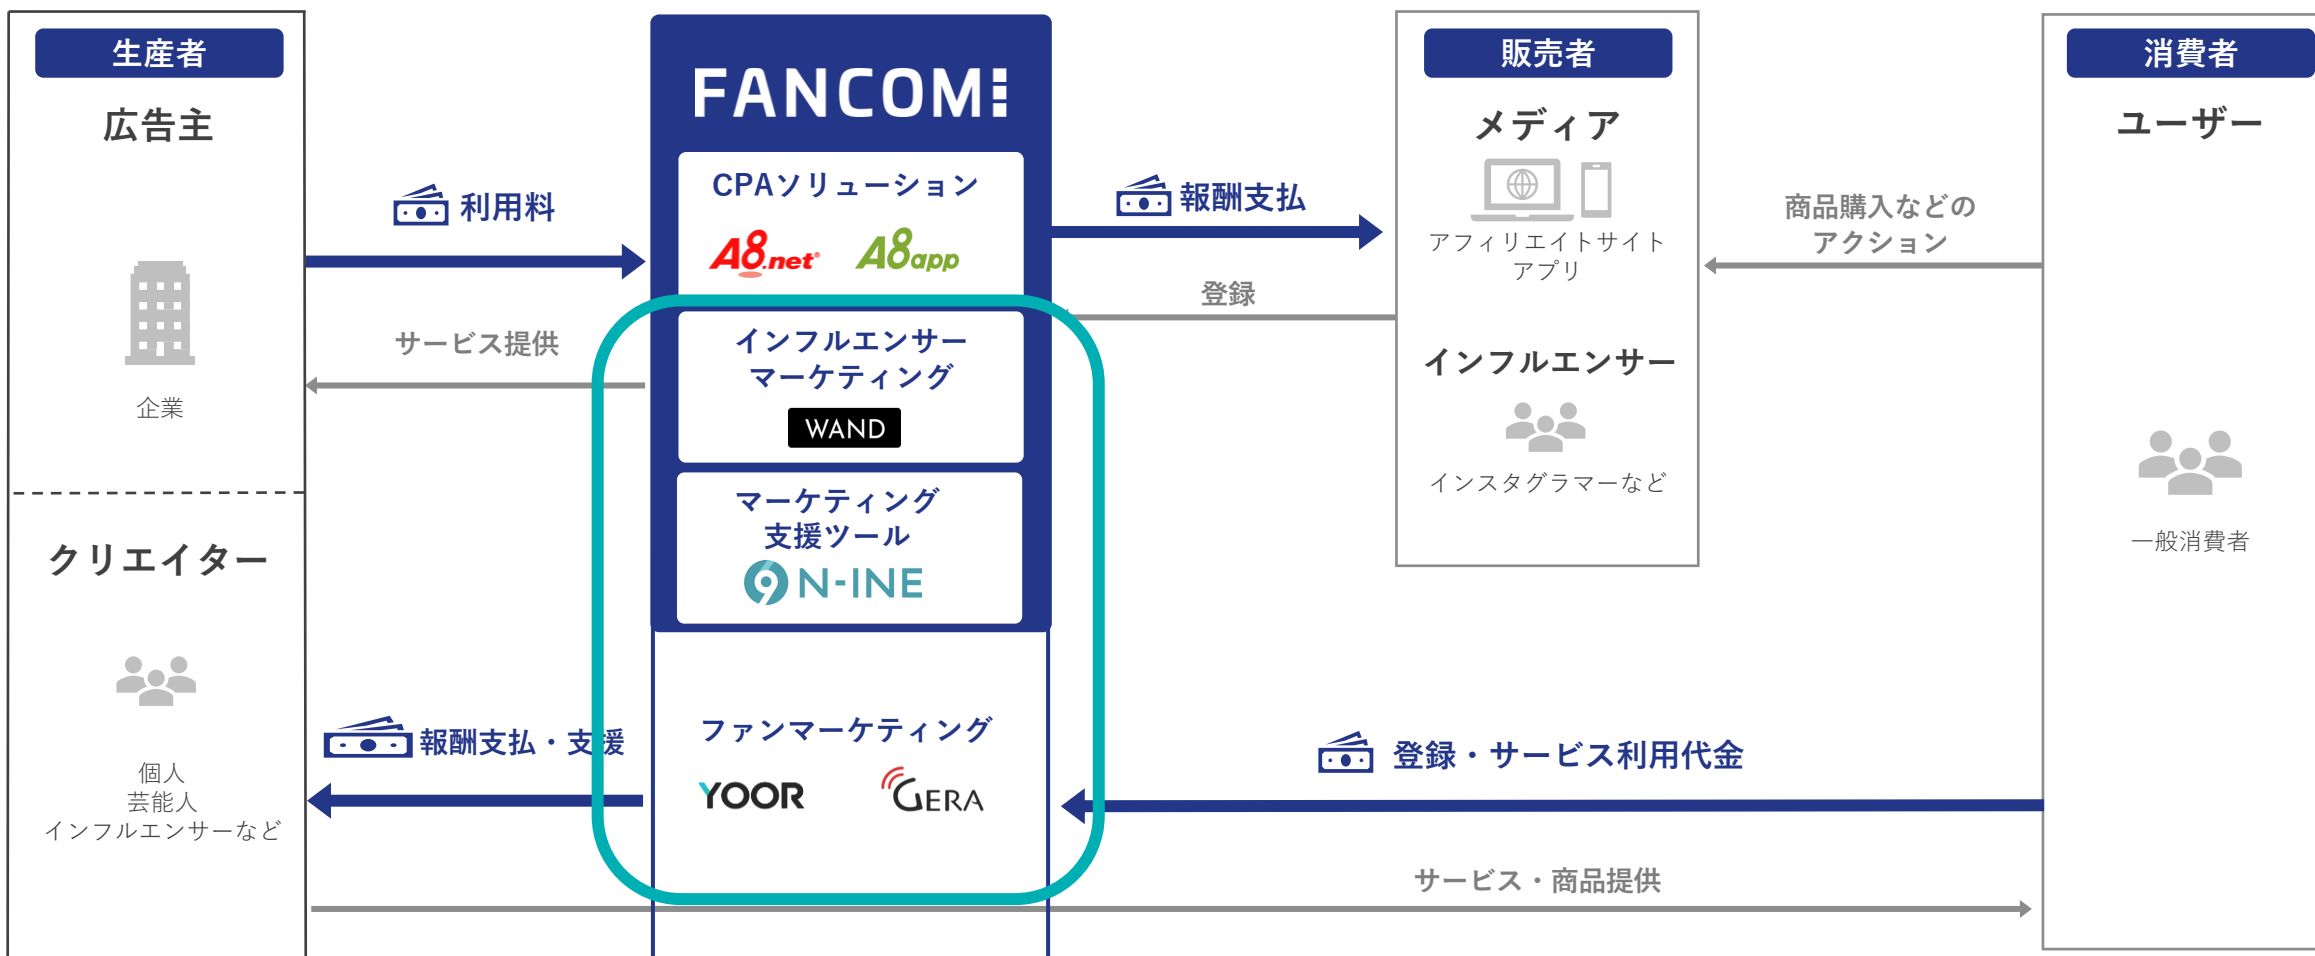 生産者
広告主
企業
クリエイター
個人
芸能人
インフルエンサーなど
利用料
サービス提供
報酬支払・支援
FANCOMI
CPAソリューション
A8.net®
A8app
インフルエンサー
マーケティング
WAND
マーケティング
支援ツール
N-INE
ファンマーケティング
YOOR
GERA
報酬支払
登録
販売者
メディア
アフィリエイトサイト
アプリ
インフルエンサー
インスタグラマーなど
商品購入などの
アクション
登録・サービス利用代金
サービス・商品提供
消費者
ユーザー
一般消費者